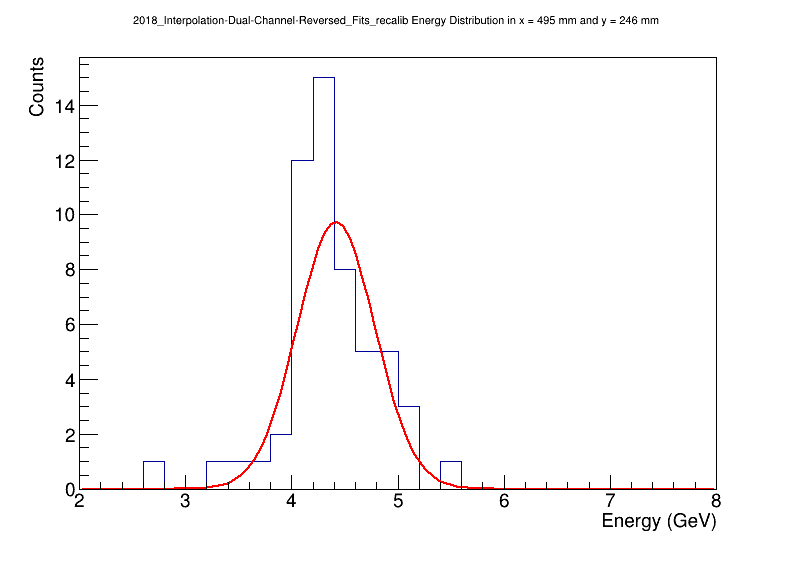 2018_Interpolation-Dual-Channel-Reversed_Fits_recalib Energy Distribution in x = 495 mm and y = 246 mm
Counts
14
12
10
8
6
4
2
0
2 3 4 5 6 7 8
Energy (GeV)